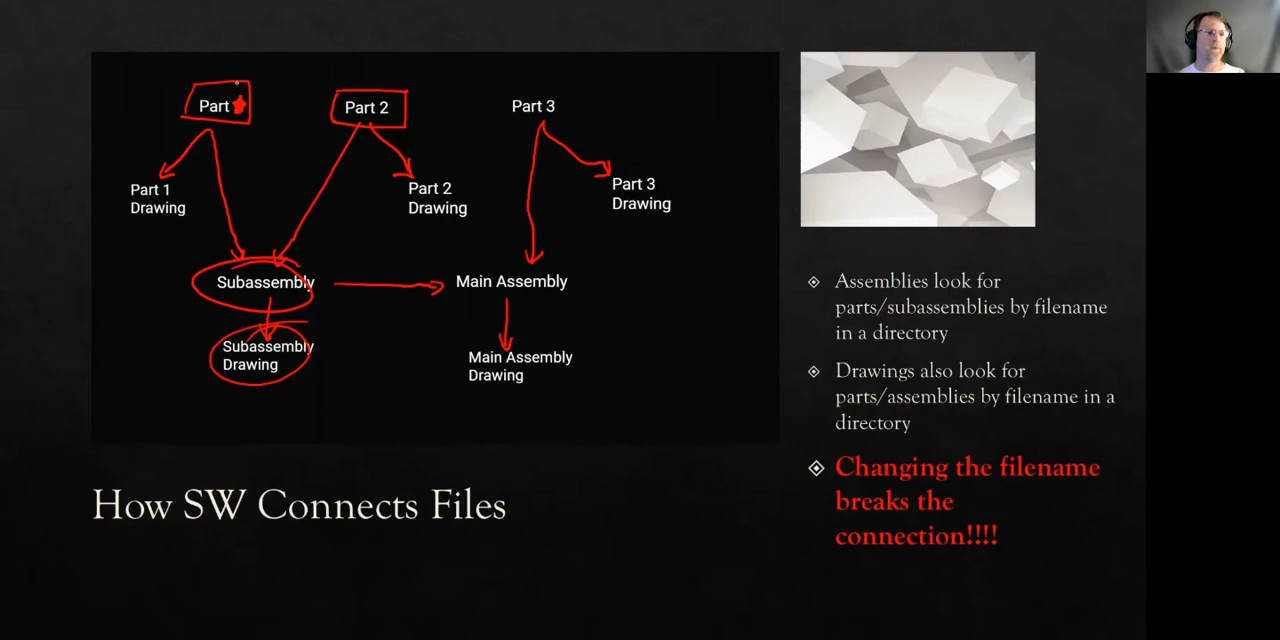 Part
Part 2
Part 3
Part 1
Drawing
Part 2
Drawing
Part 3
Drawing
Subassembly
Main Assembly
Subassembly
Drawing
Main Assembly
Drawing
Assemblies look for
parts/subassemblies by filename
in a directory
Drawings also look for
parts/assemblies by filename in a
directory
Changing the filename
breaks the
connection!!!!
How SW Connects Files